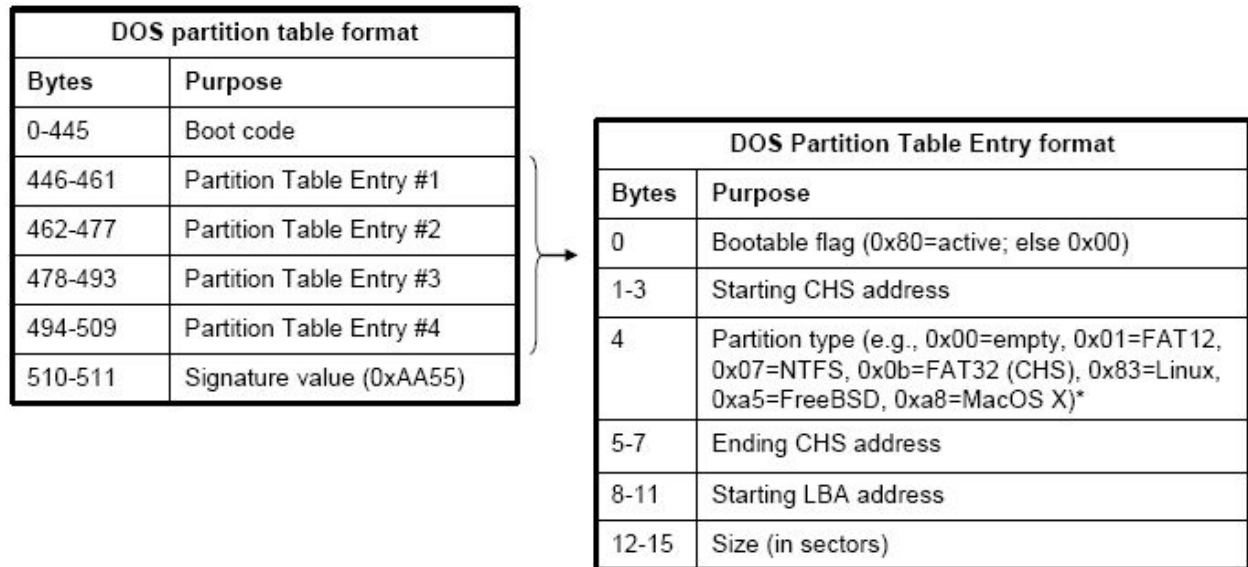 DOS partition table format
Bytes Purpose
0-445 Boot code
446-461 Partition Table Entry #1
462-477 Partition Table Entry #2
478-493 Partition Table Entry #3
494-509 Partition Table Entry #4
510-511 Signature value (0xAA55)
DOS Partition Table Entry format
Bytes Purpose
0 Bootable flag (0x80=active; else 0x00)
1-3 Starting CHS address
4 Partition type (e.g., 0x00=empty, 0x01=FAT12,
0x07=NTFS, 0x0b=FAT32 (CHS), 0x83=Linux,
0xa5=FreeBSD, 0xa8=MacOS X)*
5-7 Ending CHS address
8-11 Starting LBA address
12-15 Size (in sectors)